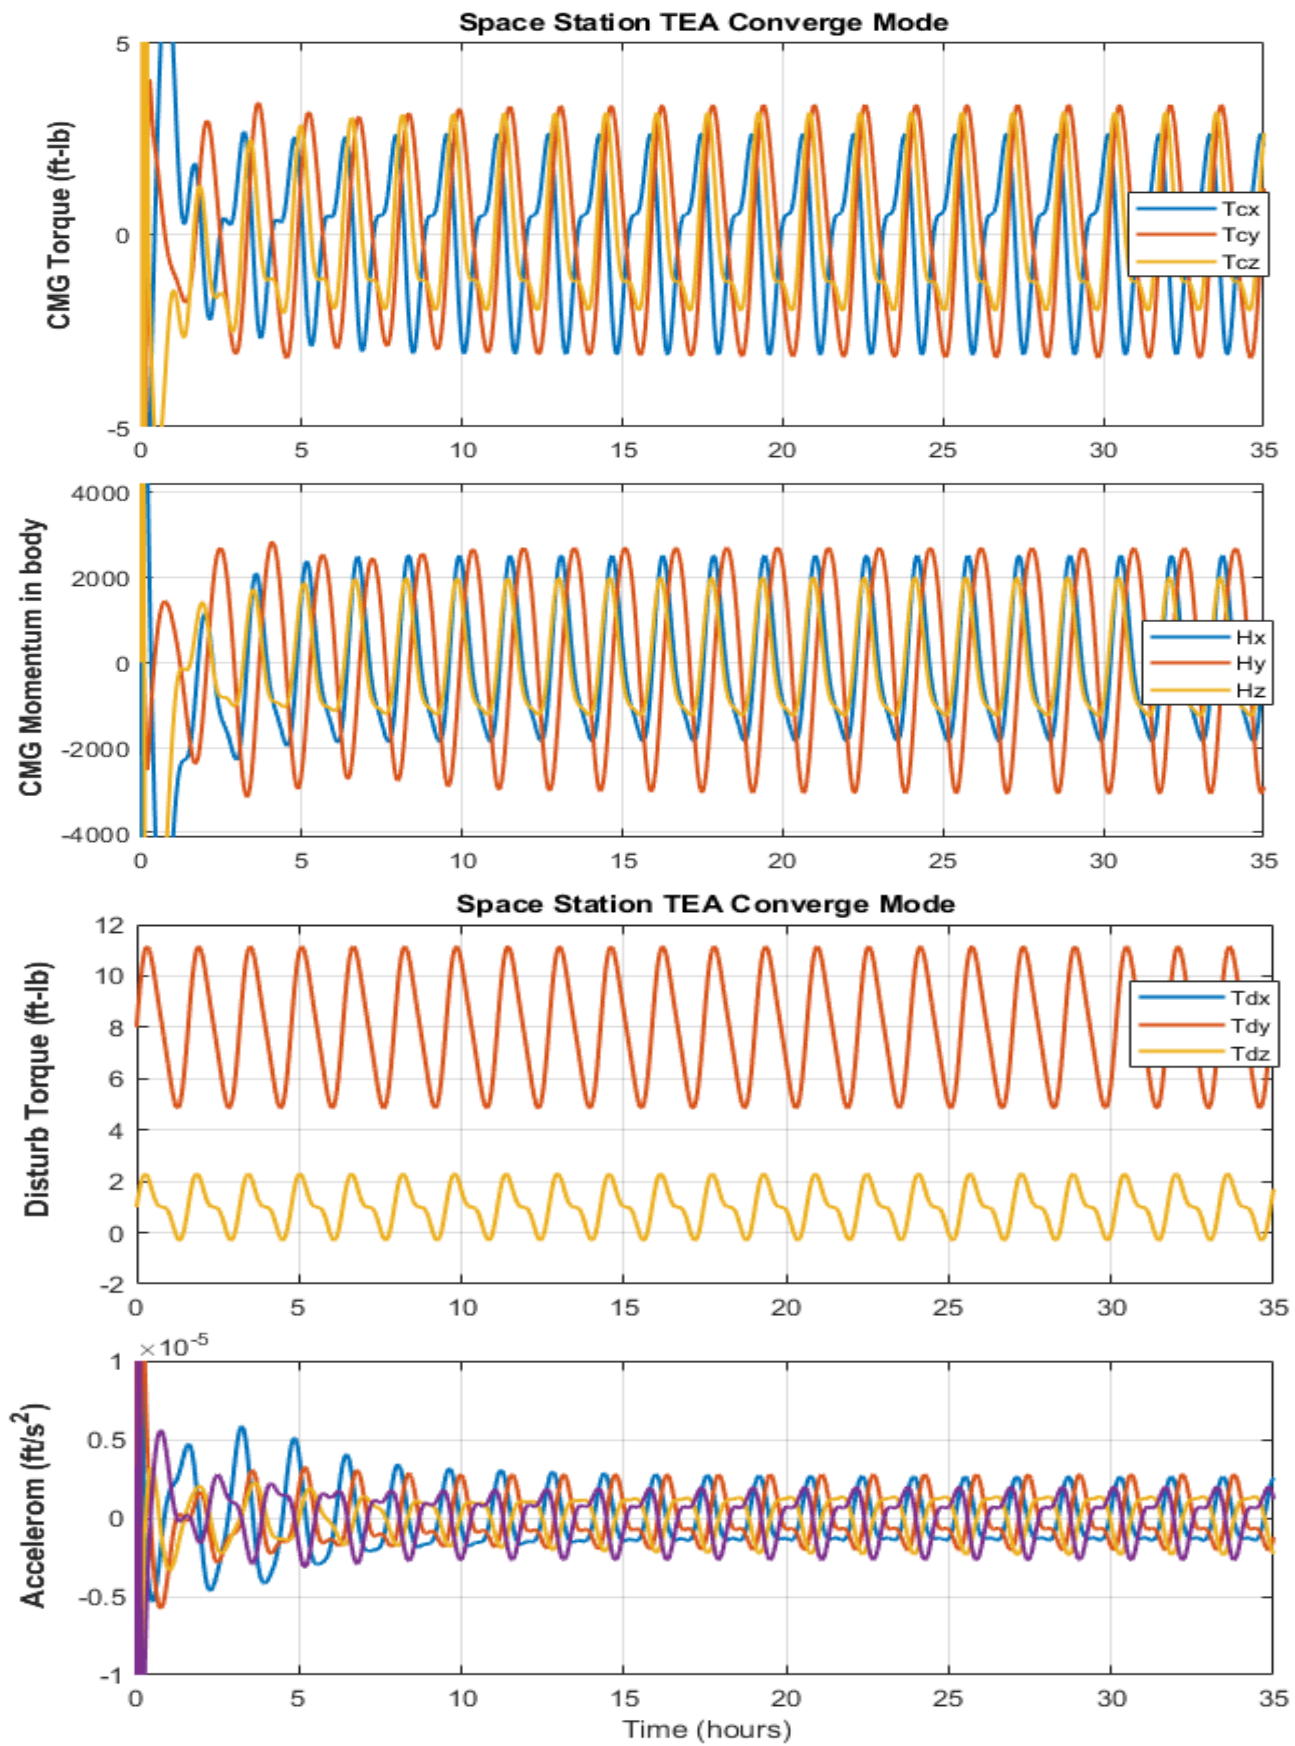 Space Station TEA Converge Mode
CMG Torque (ft-lb)
5
0
-5
Tcx
Tcy
Tcz
0 5 10 15 20 25 30 35
CMG Momentum in body
4000
2000
0
-2000
-4000
Hx
Hy
Hz
0 5 10 15 20 25 30 35
Space Station TEA Converge Mode
Disturb Torque (ft-lb)
12
10
8
6
4
2
0
-2
Tdx
Tdy
Tdz
0 5 10 15 20 25 30 35
×10⁻⁵
Accelerom (ft/s²)
1
0.5
0
-0.5
-1
0 5 10 15 20 25 30 35
Time (hours)